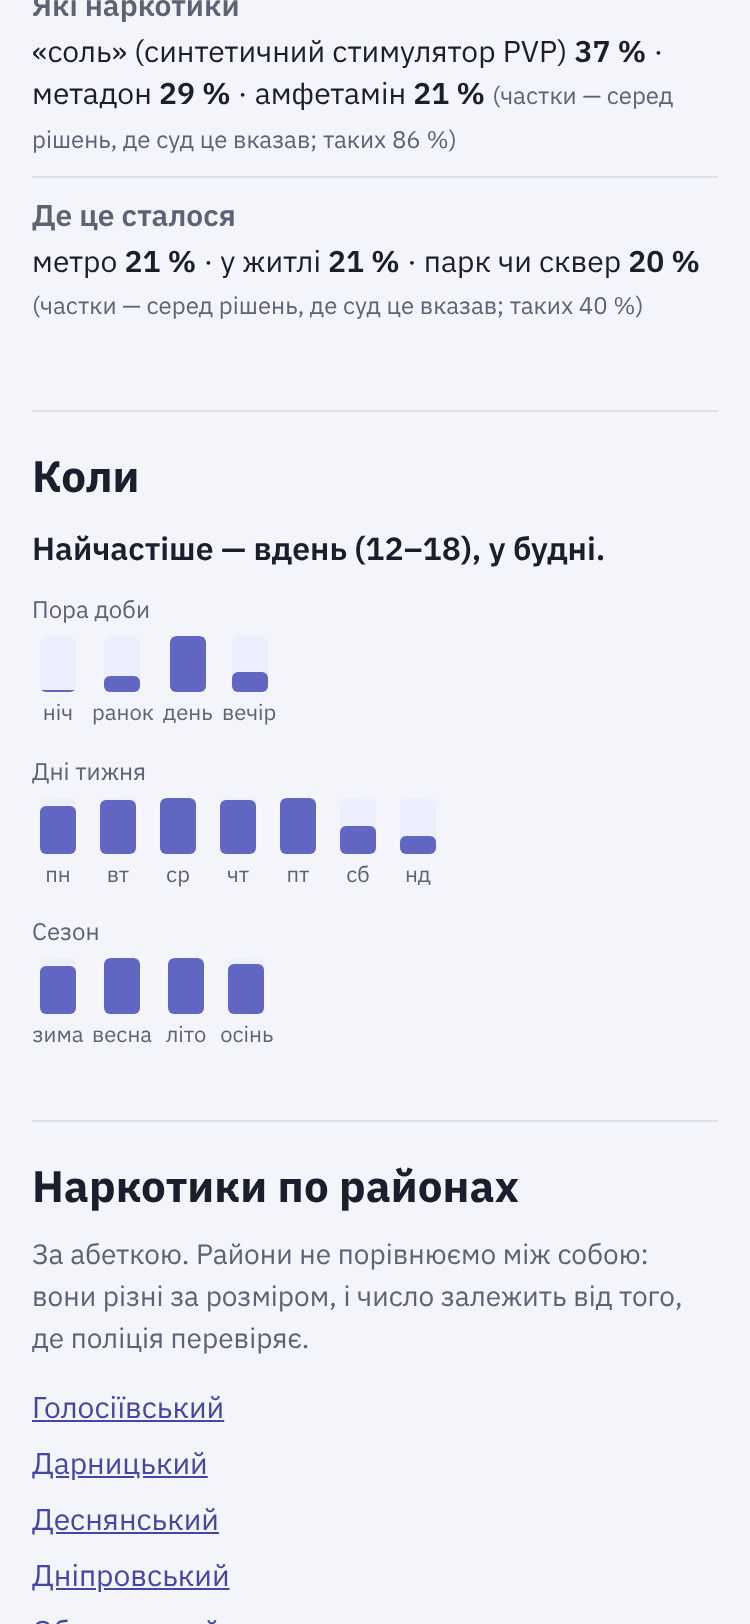 Які наркотики
«соль» (синтетичний стимулятор PVP) 37 % ·
метадон 29 % · амфетамін 21 % (частки — серед
рішень, де суд це вказав; таких 86 %)
Де це сталося
метро 21 % · у житлі 21 % · парк чи сквер 20 %
(частки — серед рішень, де суд це вказав; таких 40 %)
Коли
Найчастіше — вдень (12–18), у будні.
Пора доби
ніч ранок день вечір
Дні тижня
пн вт ср чт пт сб нд
Сезон
зима весна літо осінь
Наркотики по районах
За абеткою. Райони не порівнюємо між собою:
вони різні за розміром, і число залежить від того,
де поліція перевіряє.
Голосіївський
Дарницький
Деснянський
Дніпровський